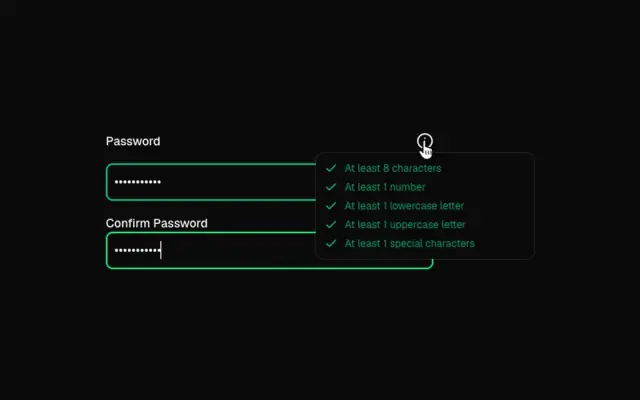 Password
•••••••••••
At least 8 characters
At least 1 number
At least 1 lowercase letter
At least 1 uppercase letter
At least 1 special characters
Confirm Password
•••••••••••